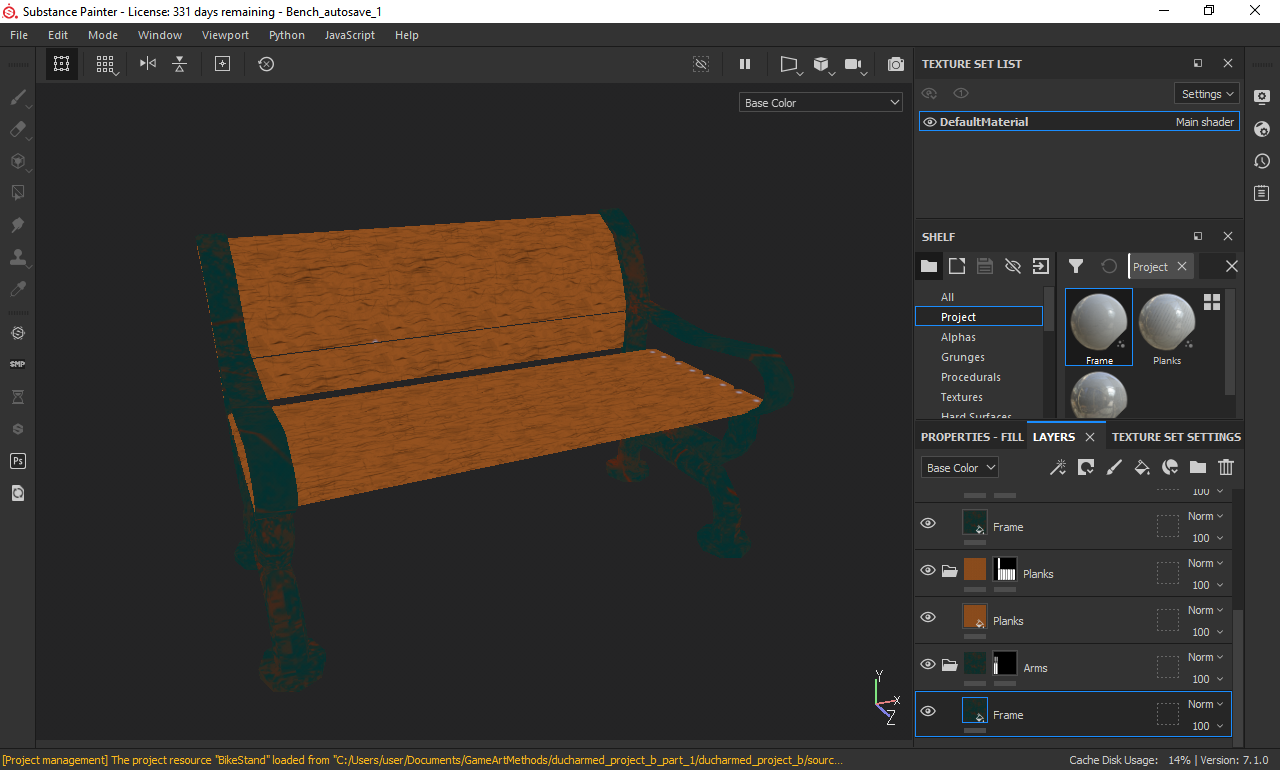 Substance Painter - License: 331 days remaining - Bench_autosave_1
File Edit Mode Window Viewport Python JavaScript Help
Base Color
TEXTURE SET LIST
Settings
DefaultMaterial Main shader
SHELF
Project
All
Project
Alphas
Grunges
Procedurals
Textures
Hard Surfaces
Frame Planks
PROPERTIES - FILL LAYERS TEXTURE SET SETTINGS
Base Color
100
Norm
Frame
100
Norm
Planks
100
Norm
Planks
100
Norm
Arms
100
Norm
Frame
100
SMP
Ps
Y
X
Z
[Project management] The project resource "BikeStand" loaded from "C:/Users/user/Documents/GameArtMethods/ducharmed_project_b_part_1/ducharmed_project_b/sourc... Cache Disk Usage: 14% | Version: 7.1.0